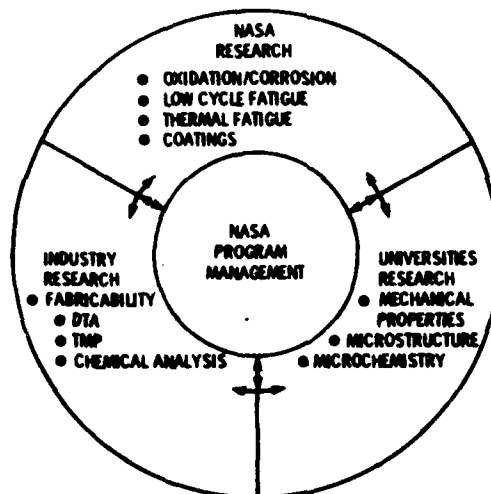 NASA
RESEARCH
● OXIDATION/CORROSION
● LOW CYCLE FATIGUE
● THERMAL FATIGUE
● COATINGS
NASA
PROGRAM
MANAGEMENT
INDUSTRY
RESEARCH
● FABRICABILITY
● DTA
● TMP
● CHEMICAL ANALYSIS
UNIVERSITIES
RESEARCH
● MECHANICAL
PROPERTIES
● MICROSTRUCTURE
● MICROCHEMISTRY